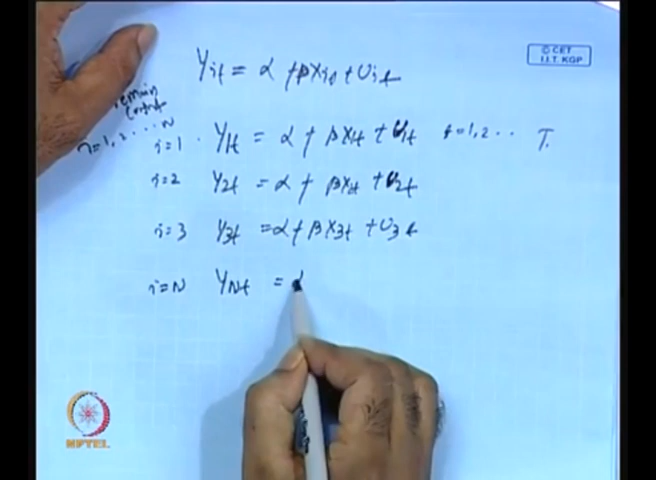 Yit = α + βXit + Uit
© CET
I.I.T. KGP
remain
i=1,2 ... N
i=1 Y1t = α + βX1t + U1t t=1,2 ... T.
i=2 Y2t = α + βX2t + U2t
i=3 Y3t = α + βX3t + U3t
i=N YNt = α
NPTEL